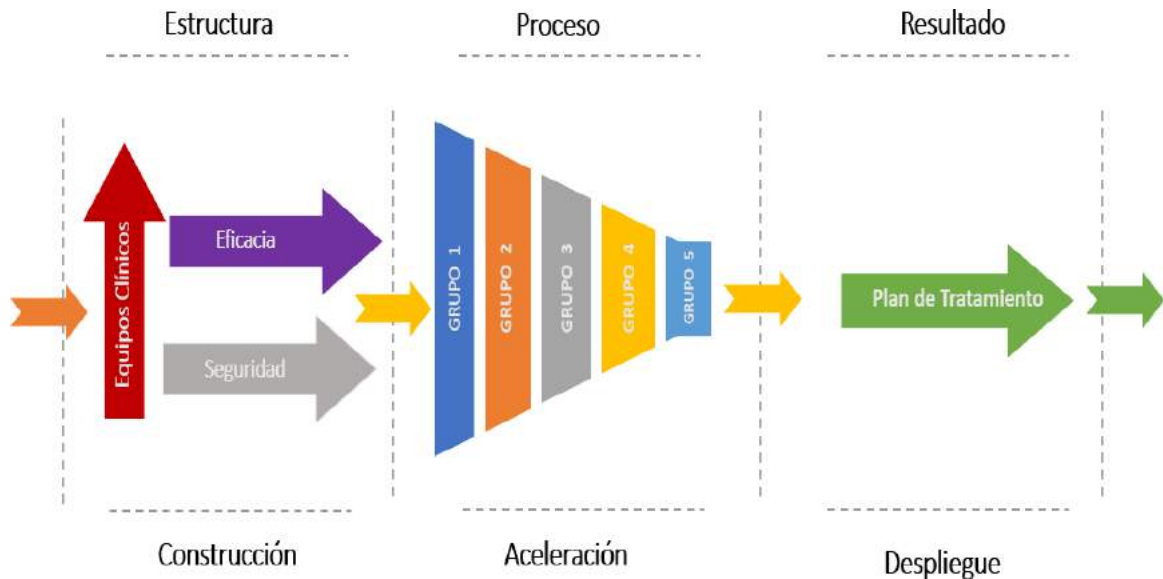 Estructura
Proceso
Resultado
Equipos Clínicos
Eficacia
Seguridad
GRUPO 1
GRUPO 2
GRUPO 3
GRUPO 4
GRUPO 5
Plan de Tratamiento
Construcción
Aceleración
Despliegue